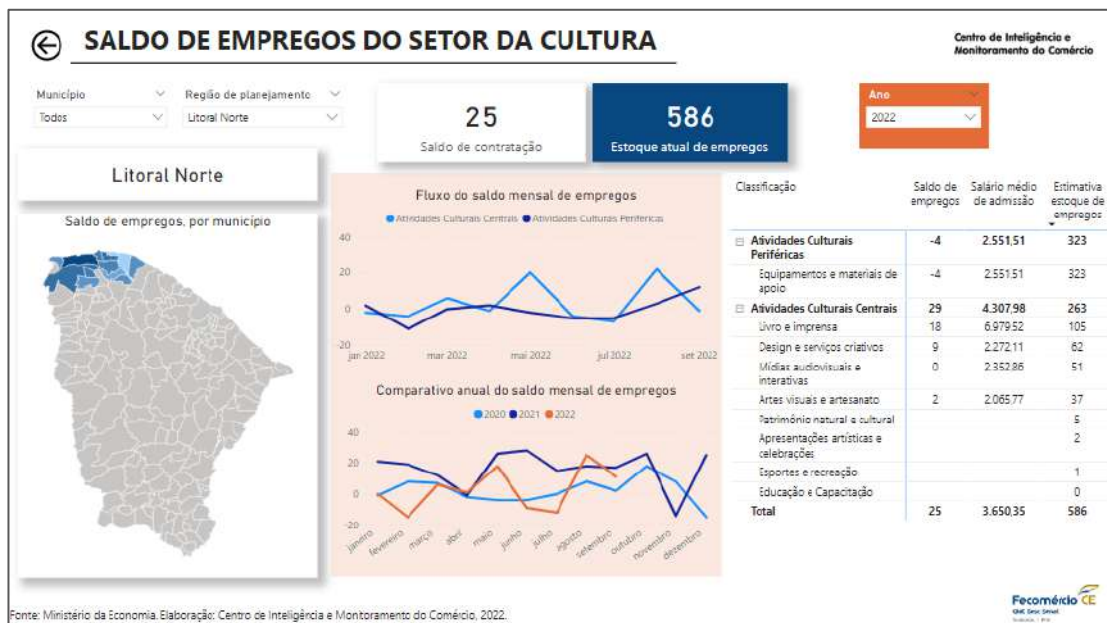 SALDO DE EMPREGOS DO SETOR DA CULTURA
Centro de Inteligência e
Monitoramento do Comércio
Município
Todos
Região de planejamento
Litoral Norte
25
Saldo de contratação
586
Estoque atual de empregos
Ano
2022
Litoral Norte
Saldo de empregos, por município
Fluxo do saldo mensal de empregos
Atividades Culturais Centrais Atividades Culturais Periféricas
40
20
0
-20
jan 2022 mar 2022 mai 2022 jul 2022 set 2022
Comparativo anual do saldo mensal de empregos
2020 2021 2022
40
20
0
-20
janeiro fevereiro março abril maio junho julho agosto setembro outubro novembro dezembro
Classificação Saldo de empregos Salário médio de admissão Estimativa estoque de empregos
Atividades Culturais Periféricas -4 2.551,51 323
Equipamentos e materiais de apoio -4 2.551,51 323
Atividades Culturais Centrais 29 4.307,98 263
Livro e imprensa 18 6.979,52 105
Design e serviços criativos 9 2.272,11 62
Mídias audiovisuais e interativas 0 2.352,86 51
Artes visuais e artesanato 2 2.065,77 37
Patrimônio natural e cultural 5
Apresentações artísticas e celebrações 2
Esportes e recreação 1
Educação e Capacitação 0
Total 25 3.650,35 586
Fonte: Ministério da Economia. Elaboração: Centro de Inteligência e Monitoramento do Comércio, 2022.
Fecomércio CE